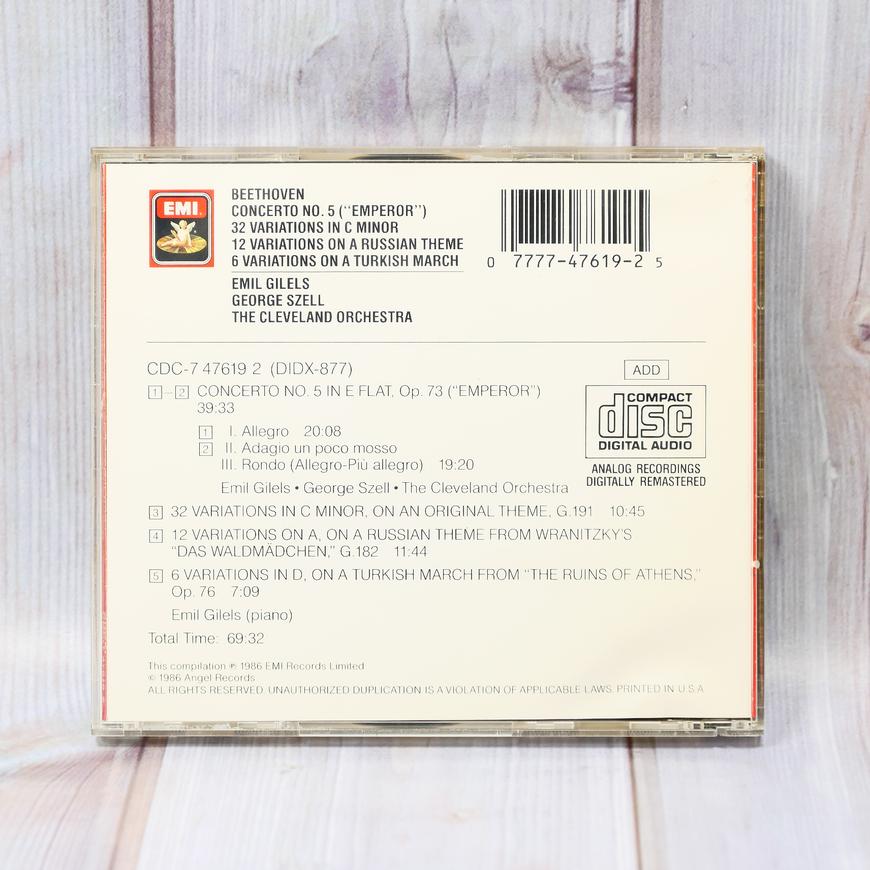 EMI
BEETHOVEN
CONCERTO NO. 5 (“EMPEROR”)
32 VARIATIONS IN C MINOR
12 VARIATIONS ON A RUSSIAN THEME
6 VARIATIONS ON A TURKISH MARCH
EMIL GILELS
GEORGE SZELL
THE CLEVELAND ORCHESTRA
0 7777-47619-2 5
CDC-7 47619 2 (DIDX-877)
1–2 CONCERTO NO. 5 IN E FLAT, Op. 73 (“EMPEROR”)
39:33
1 I. Allegro 20:08
2 II. Adagio un poco mosso
III. Rondo (Allegro-Più allegro) 19:20
Emil Gilels • George Szell • The Cleveland Orchestra
ADD
COMPACT
disc
DIGITAL AUDIO
ANALOG RECORDINGS
DIGITALLY REMASTERED
3 32 VARIATIONS IN C MINOR, ON AN ORIGINAL THEME, G.191 10:45
4 12 VARIATIONS ON A, ON A RUSSIAN THEME FROM WRANITZKY'S
“DAS WALDMÄDCHEN,” G.182 11:44
5 6 VARIATIONS IN D, ON A TURKISH MARCH FROM “THE RUINS OF ATHENS,”
Op. 76 7:09
Emil Gilels (piano)
Total Time: 69:32
This compilation ℗ 1986 EMI Records Limited
© 1986 Angel Records
ALL RIGHTS RESERVED. UNAUTHORIZED DUPLICATION IS A VIOLATION OF APPLICABLE LAWS. PRINTED IN U.S.A.